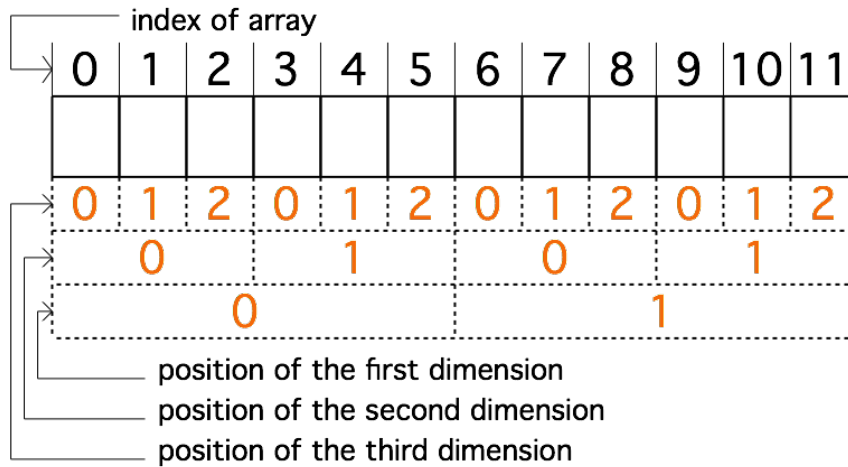 index of array
0 1 2 3 4 5 6 7 8 9 10 11
0 1 2 0 1 2 0 1 2 0 1 2
0 1 0 1
0 1
position of the first dimension
position of the second dimension
position of the third dimension